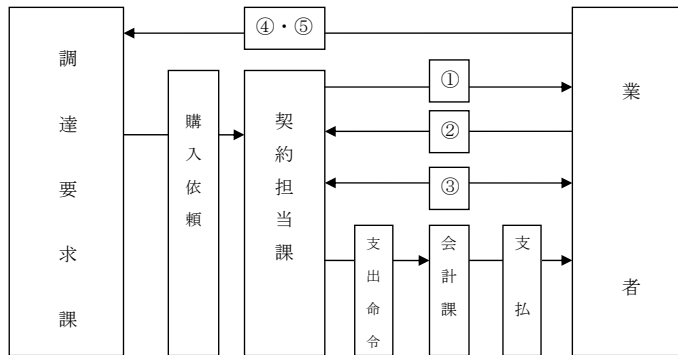 ④・⑤
調達要求課
購入依頼
契約担当課
①
②
③
支出命令
会計課
支払
業者